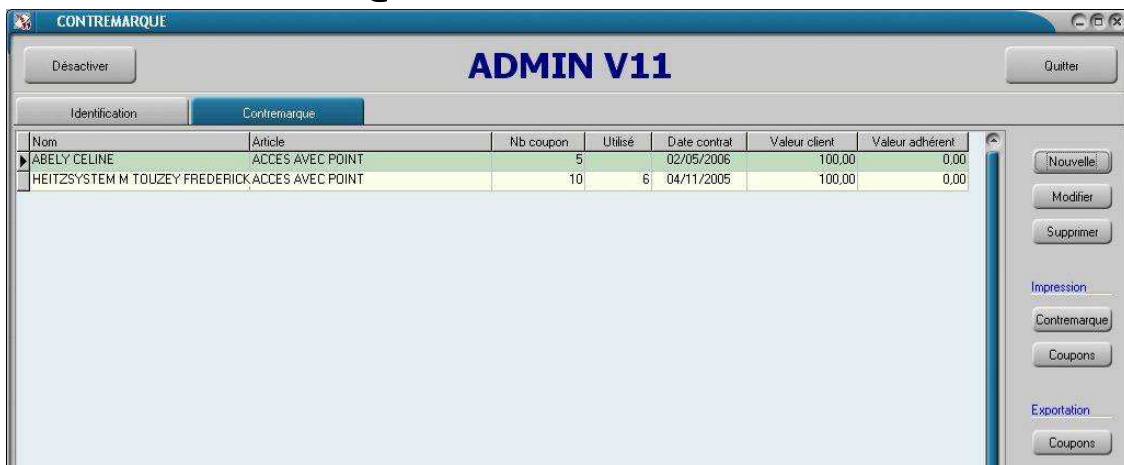 CONTREMARQUE
Désactiver
ADMIN V11
Quitter
Identification
Contremarque
Nom Article Nb coupon Utilisé Date contrat Valeur client Valeur adhérent
ABELY CELINE ACCES AVEC POINT 5 02/05/2006 100,00 0,00
HEITZSYSTEM M TOUZEY FREDERICK ACCES AVEC POINT 10 6 04/11/2005 100,00 0,00
Nouvelle
Modifier
Supprimer
Impression
Contremarque
Coupons
Exportation
Coupons